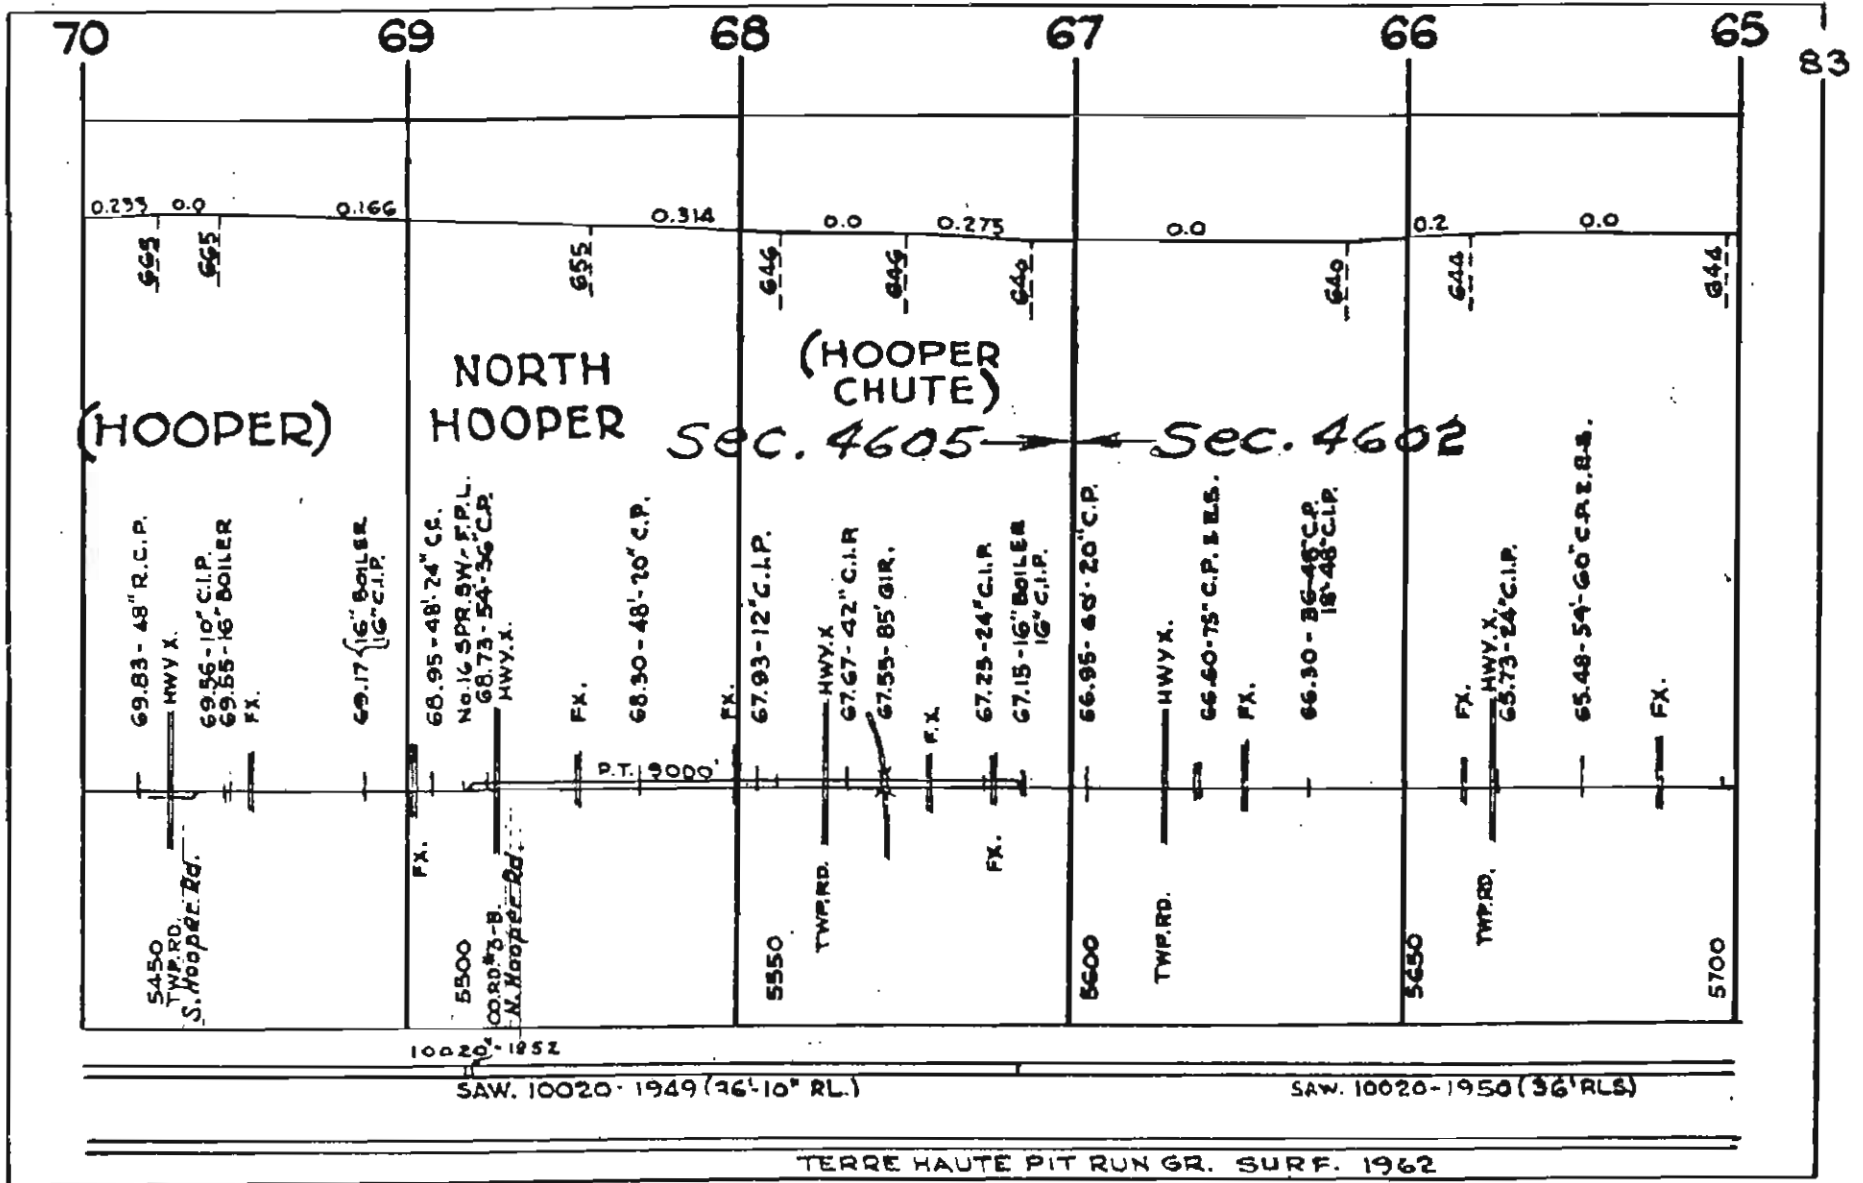 70 69 68 67 66 65
83
0.233 0.0 0.166 0.314 0.0 0.275 0.0 0.2 0.0
665 665 655 646 646 640 640 644 644
(HOOPER)
NORTH
HOOPER
(HOOPER
CHUTE)
Sec. 4605
Sec. 4602
69.83-48" R.C.P.
HWY X.
69.56-10" C.I.P.
69.55-16" BOILER
FX.
69.17 {16" BOILER
16" C.I.P.
FX.
68.95-48'-24" C.C.
No.16 SPR.SW-F.P.L.
68.73-54-36" C.P.
HWY.X.
FX.
68.30-48'-20" C.P.
FX.
67.93-12" C.I.P.
HWY.X
67.67-42" C.I.P.
67.55-85' GIR.
F.X.
67.25-24" C.I.P.
FX.
67.15-16" BOILER
16" C.I.P.
66.95-60'-20" C.P.
HWY X.
66.60-75" C.P.
FX.
66.30-36-48" C.P.
18'-48" C.I.P.
FX.
HWY.X.
65.73-24" C.I.P.
65.48-54'-60" C.P.
FX.
P.T. 9000'
5450
TWP.RD.
S. Hooper Rd.
5500
CO.RD.#3-B.
N. Hooper Rd.
5550
TWP.RD.
5600
TWP.RD.
5650
TWP.RD.
5700
10020-1952
SAW. 10020-1949 (36'-10" RL.)
SAW. 10020-1950 (36' RLS)
TERRE HAUTE PIT RUN GR. SURF. 1962